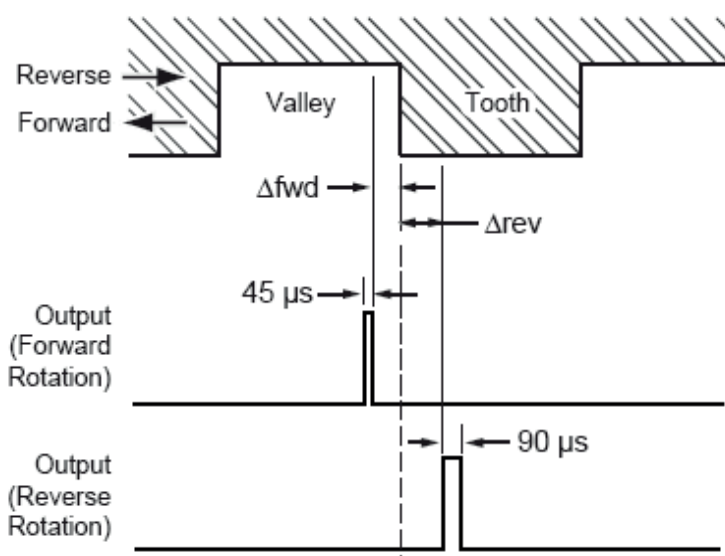 Reverse
Forward
Valley
Tooth
Δfwd
Δrev
45 µs
Output
(Forward
Rotation)
90 µs
Output
(Reverse
Rotation)